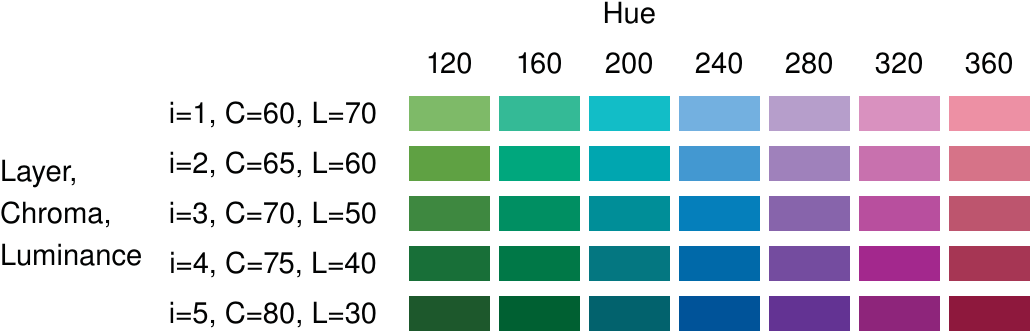 Hue
120 160 200 240 280 320 360
i=1, C=60, L=70
i=2, C=65, L=60
i=3, C=70, L=50
i=4, C=75, L=40
i=5, C=80, L=30
Layer,
Chroma,
Luminance